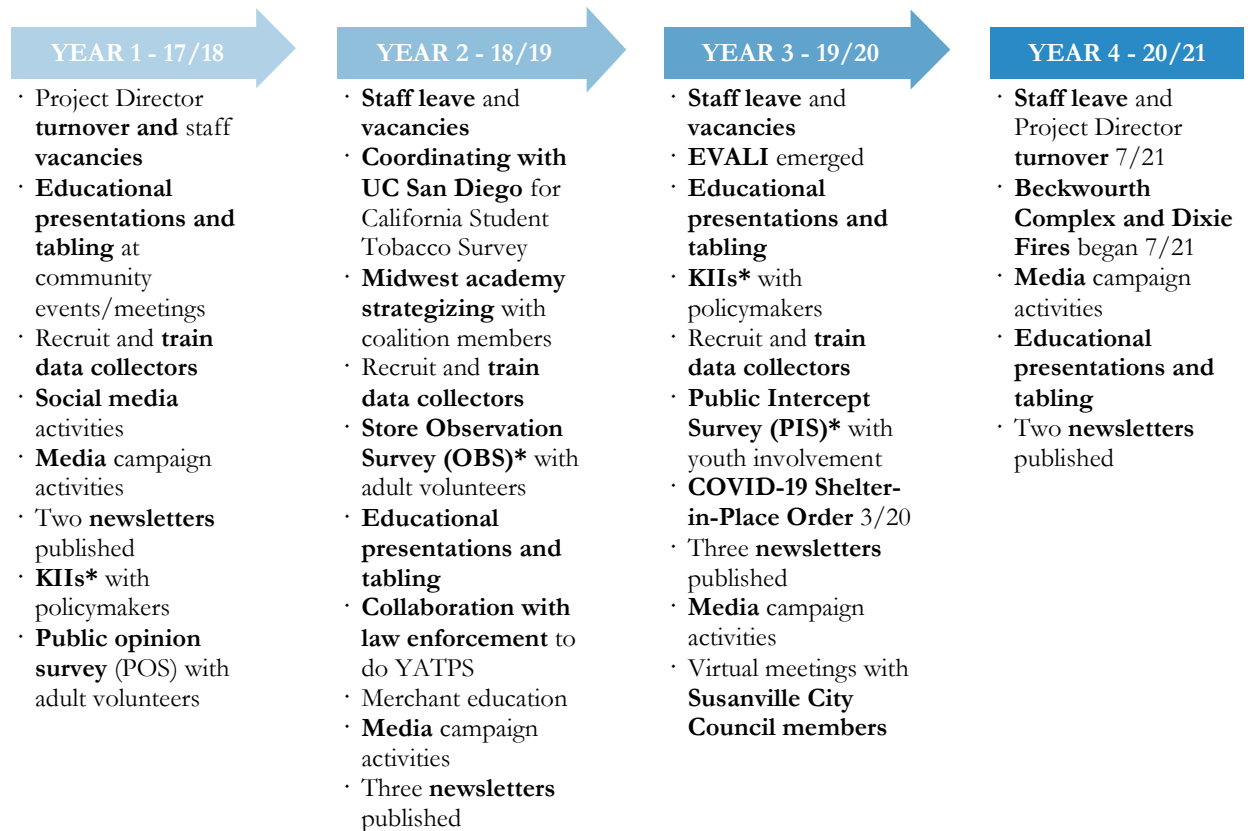 YEAR 1 - 17/18
· Project Director
turnover and staff
vacancies
· Educational
presentations and
tabling at
community
events/meetings
· Recruit and train
data collectors
· Social media
activities
· Media campaign
activities
· Two newsletters
published
· KIIs* with
policymakers
· Public opinion
survey (POS) with
adult volunteers
YEAR 2 - 18/19
· Staff leave and
vacancies
· Coordinating with
UC San Diego for
California Student
Tobacco Survey
· Midwest academy
strategizing with
coalition members
· Recruit and train
data collectors
· Store Observation
Survey (OBS)* with
adult volunteers
· Educational
presentations and
tabling
· Collaboration with
law enforcement to
do YATPS
· Merchant education
· Media campaign
activities
· Three newsletters
published
YEAR 3 - 19/20
· Staff leave and
vacancies
· EVALI emerged
· Educational
presentations and
tabling
· KIIs* with
policymakers
· Recruit and train
data collectors
· Public Intercept
Survey (PIS)* with
youth involvement
· COVID-19 Shelter-
in-Place Order 3/20
· Three newsletters
published
· Media campaign
activities
· Virtual meetings with
Susanville City
Council members
YEAR 4 - 20/21
· Staff leave and
Project Director
turnover 7/21
· Beckwourth
Complex and Dixie
Fires began 7/21
· Media campaign
activities
· Educational
presentations and
tabling
· Two newsletters
published